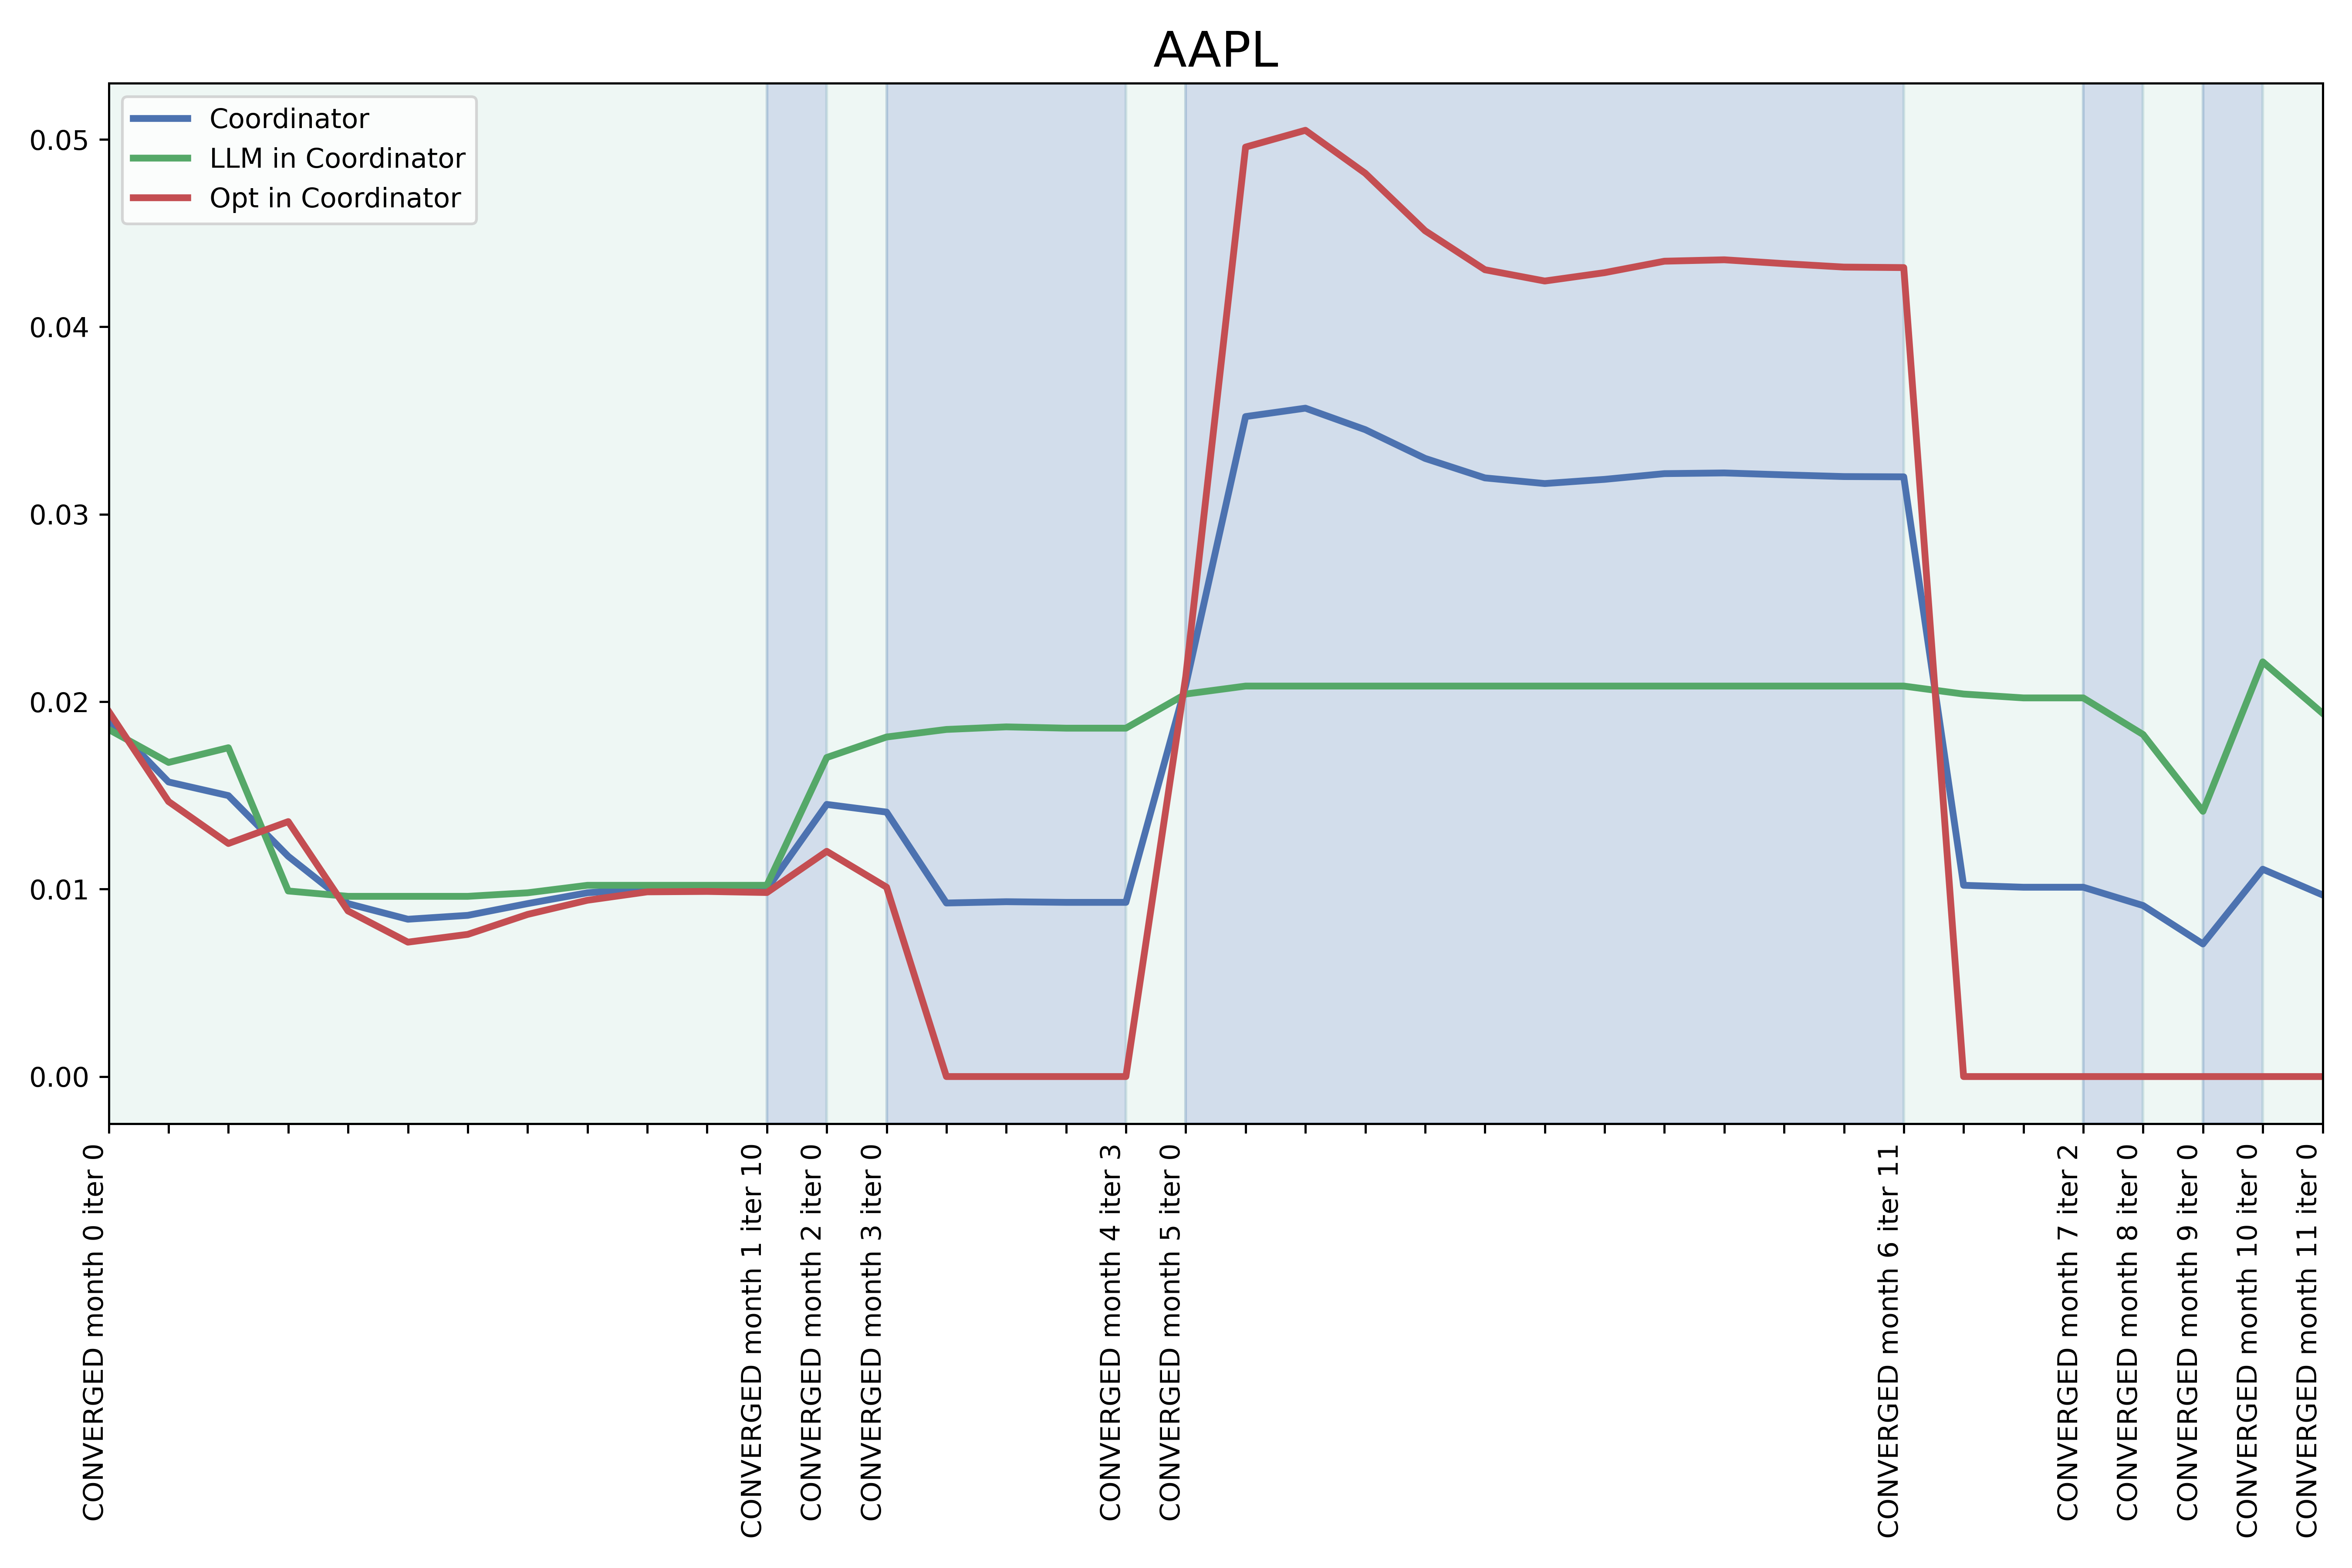 AAPL
Coordinator
LLM in Coordinator
Opt in Coordinator
0.05
0.04
0.03
0.02
0.01
0.00
CONVERGED month 0 iter 0
CONVERGED month 1 iter 10
CONVERGED month 2 iter 0
CONVERGED month 3 iter 0
CONVERGED month 4 iter 3
CONVERGED month 5 iter 0
CONVERGED month 6 iter 11
CONVERGED month 7 iter 2
CONVERGED month 8 iter 0
CONVERGED month 9 iter 0
CONVERGED month 10 iter 0
CONVERGED month 11 iter 0